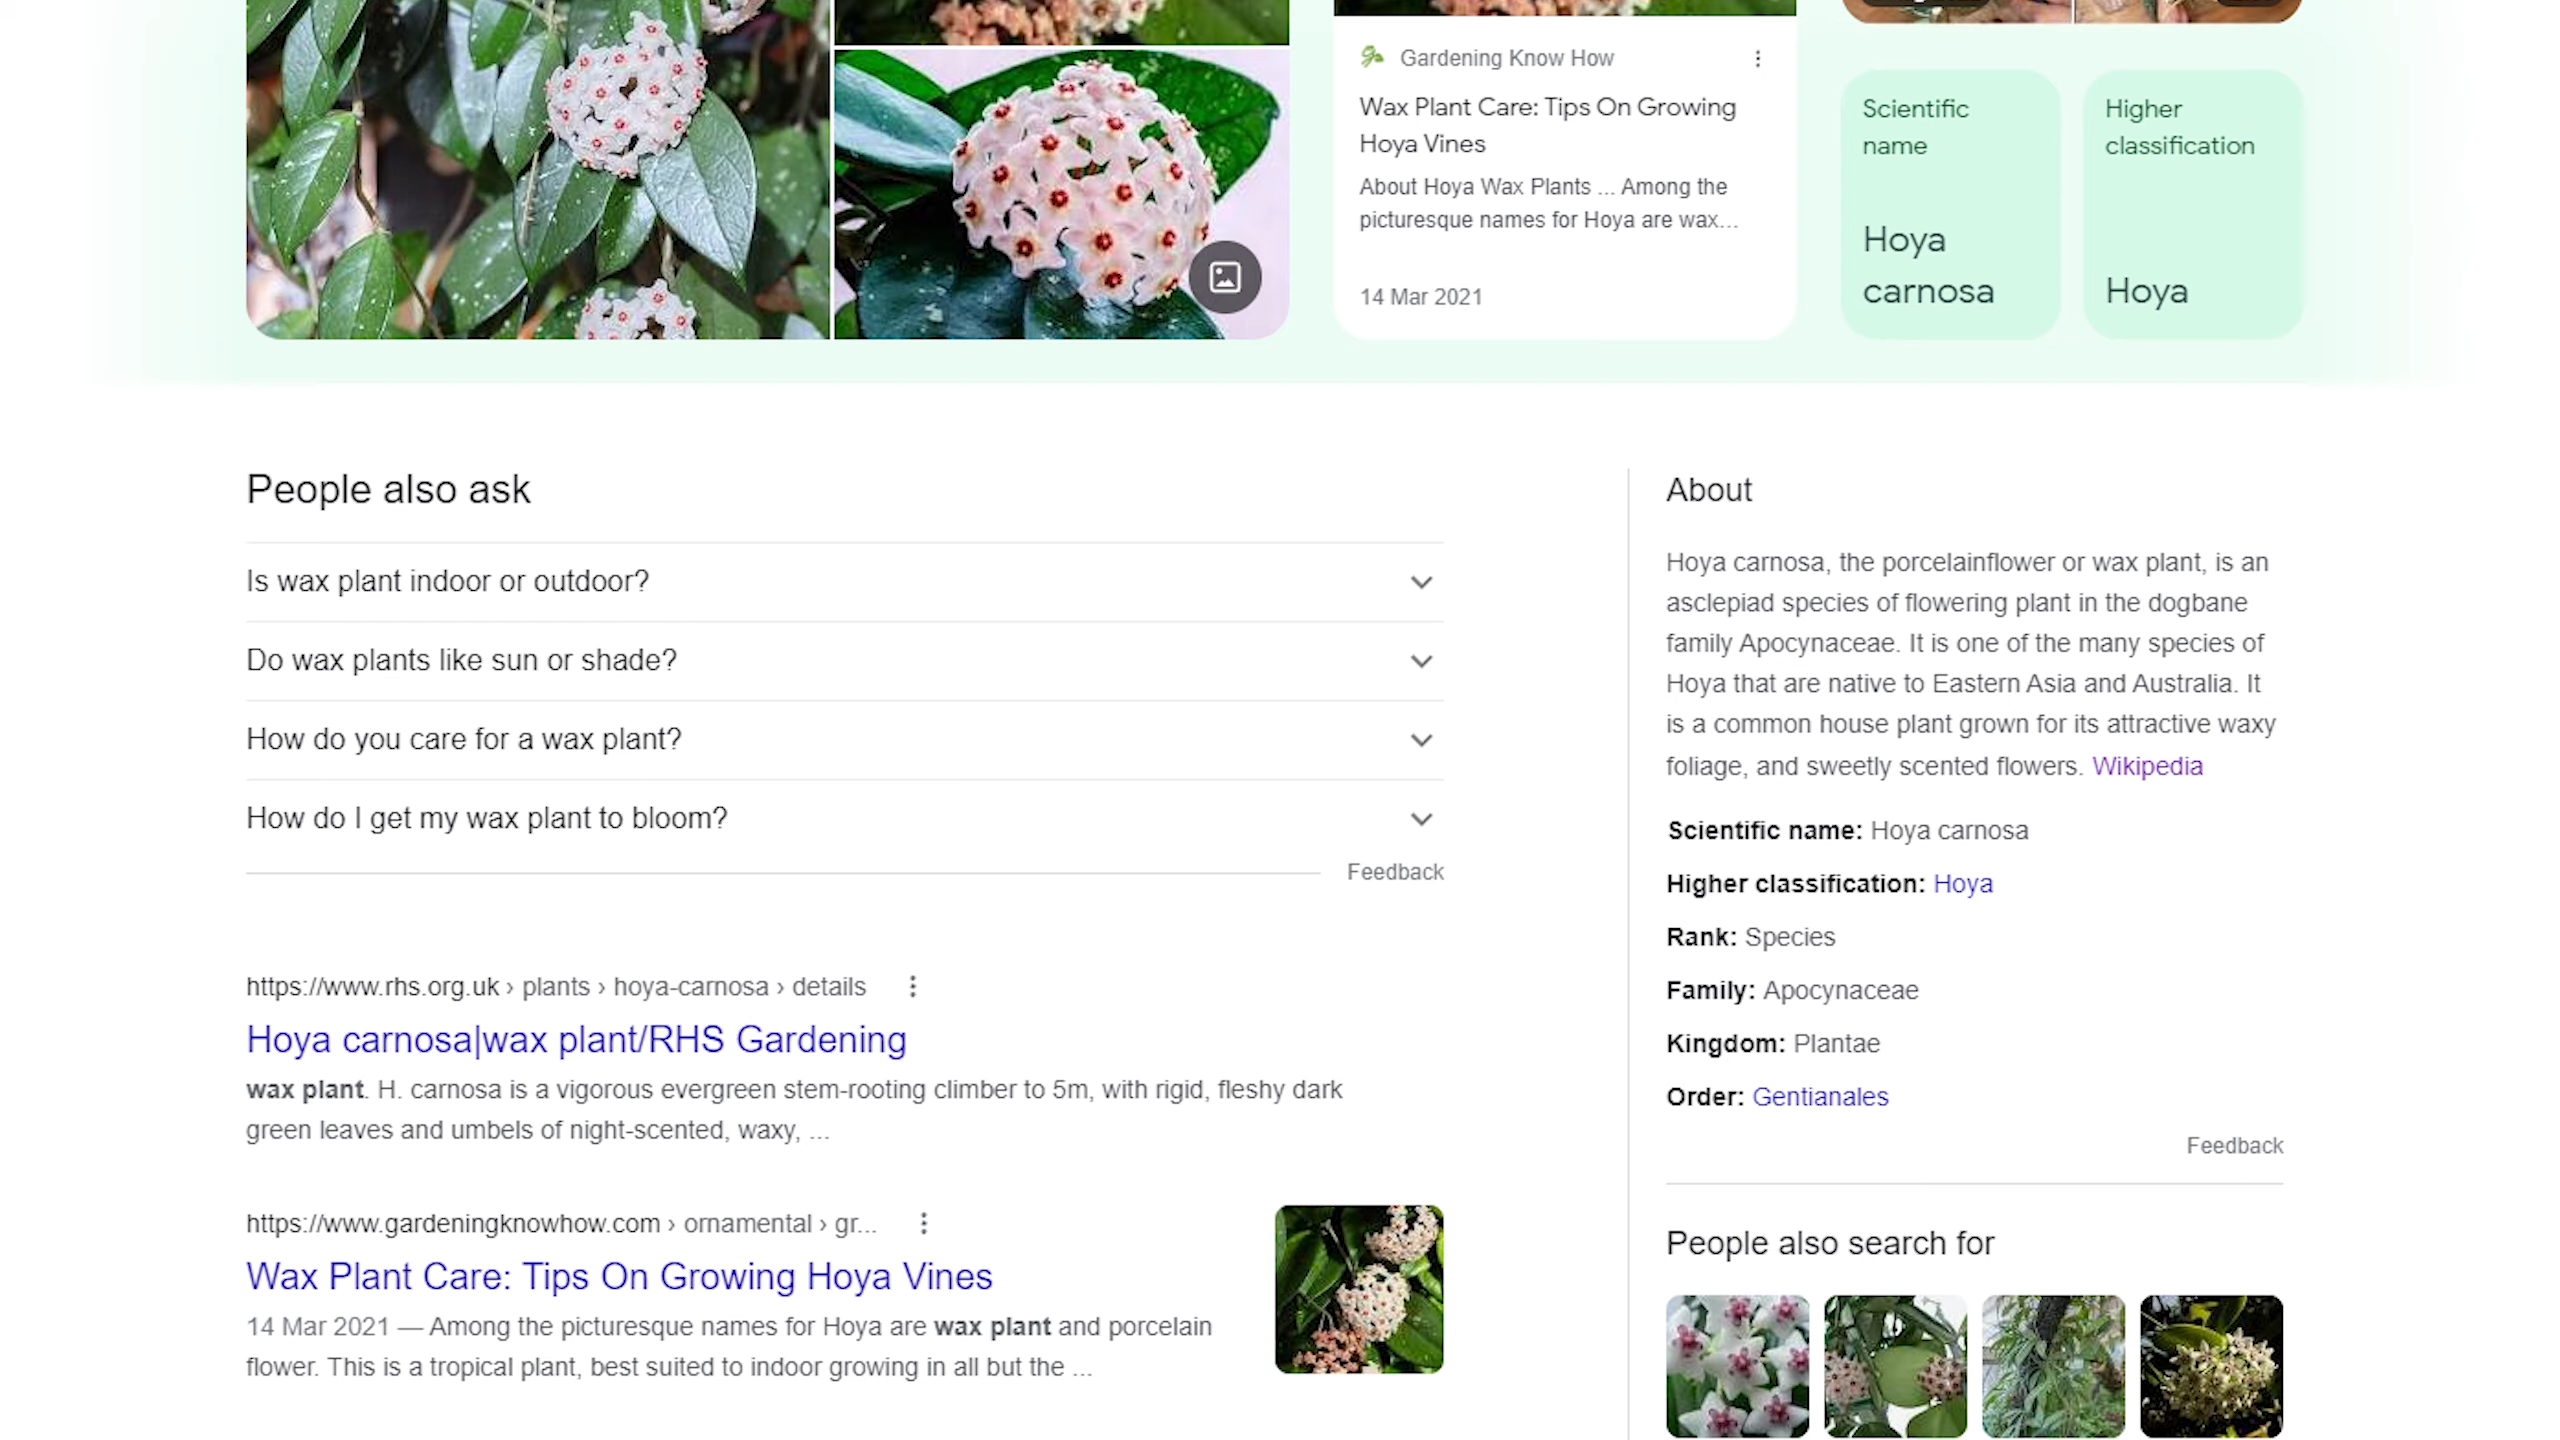 Gardening Know How
Wax Plant Care: Tips On Growing
Hoya Vines
About Hoya Wax Plants ... Among the
picturesque names for Hoya are wax...
14 Mar 2021
Scientific
name
Hoya
carnosa
Higher
classification
Hoya
People also ask
Is wax plant indoor or outdoor?
Do wax plants like sun or shade?
How do you care for a wax plant?
How do I get my wax plant to bloom?
Feedback
https://www.rhs.org.uk › plants › hoya-carnosa › details
Hoya carnosa|wax plant/RHS Gardening
wax plant. H. carnosa is a vigorous evergreen stem-rooting climber to 5m, with rigid, fleshy dark
green leaves and umbels of night-scented, waxy, ...
https://www.gardeningknowhow.com › ornamental › gr...
Wax Plant Care: Tips On Growing Hoya Vines
14 Mar 2021 — Among the picturesque names for Hoya are wax plant and porcelain
flower. This is a tropical plant, best suited to indoor growing in all but the ...
About
Hoya carnosa, the porcelainflower or wax plant, is an
asclepiad species of flowering plant in the dogbane
family Apocynaceae. It is one of the many species of
Hoya that are native to Eastern Asia and Australia. It
is a common house plant grown for its attractive waxy
foliage, and sweetly scented flowers. Wikipedia
Scientific name: Hoya carnosa
Higher classification: Hoya
Rank: Species
Family: Apocynaceae
Kingdom: Plantae
Order: Gentianales
Feedback
People also search for